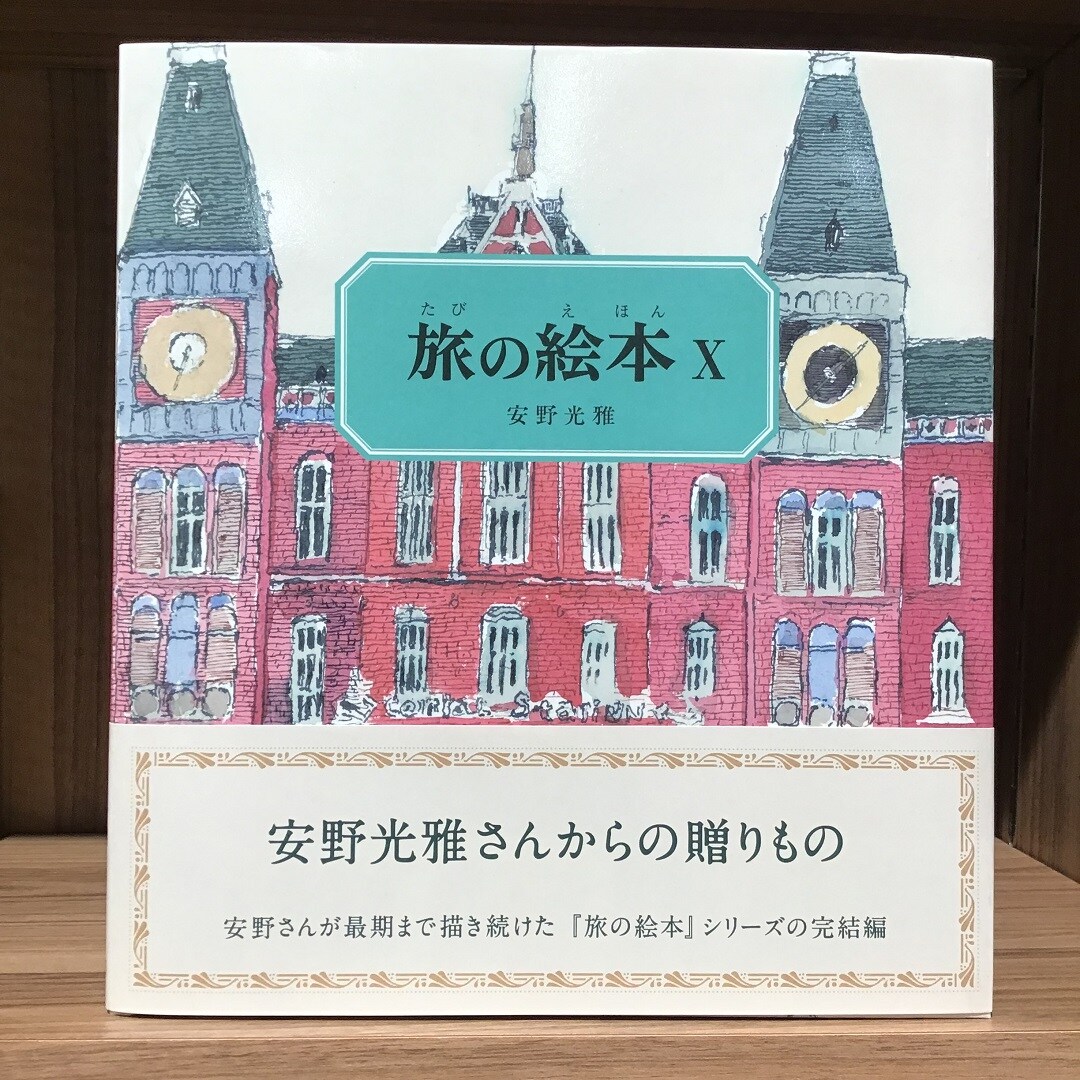 たび えほん
旅の絵本 X
安野光雅
安野光雅さんからの贈りもの
安野さんが最期まで描き続けた『旅の絵本』シリーズの完結編